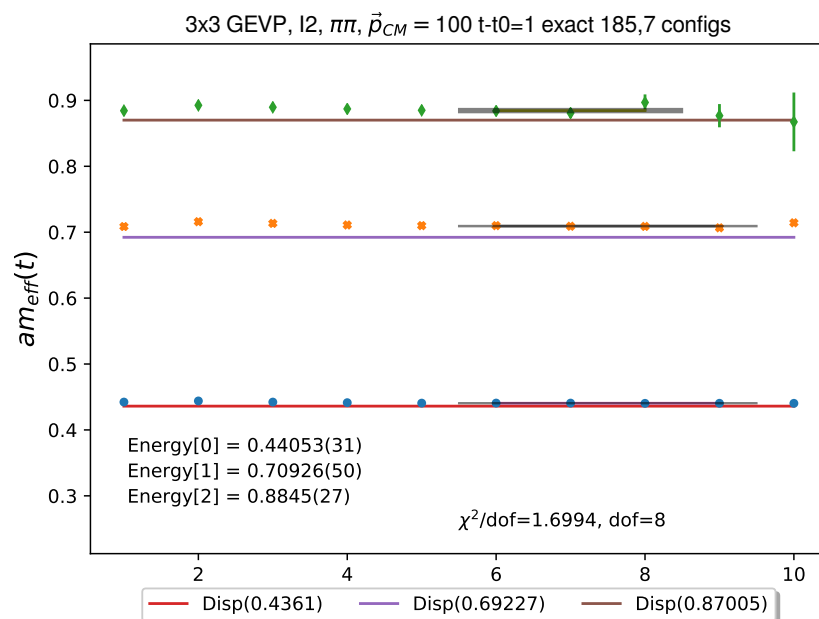 3x3 GEVP, I2, ππ, p⃗_CM = 100 t-t0=1 exact 185,7 configs
am_eff(t)
0.9
0.8
0.7
0.6
0.5
0.4
0.3
Energy[0] = 0.44053(31)
Energy[1] = 0.70926(50)
Energy[2] = 0.8845(27)
χ²/dof=1.6994, dof=8
2 4 6 8 10
Disp(0.4361) Disp(0.69227) Disp(0.87005)